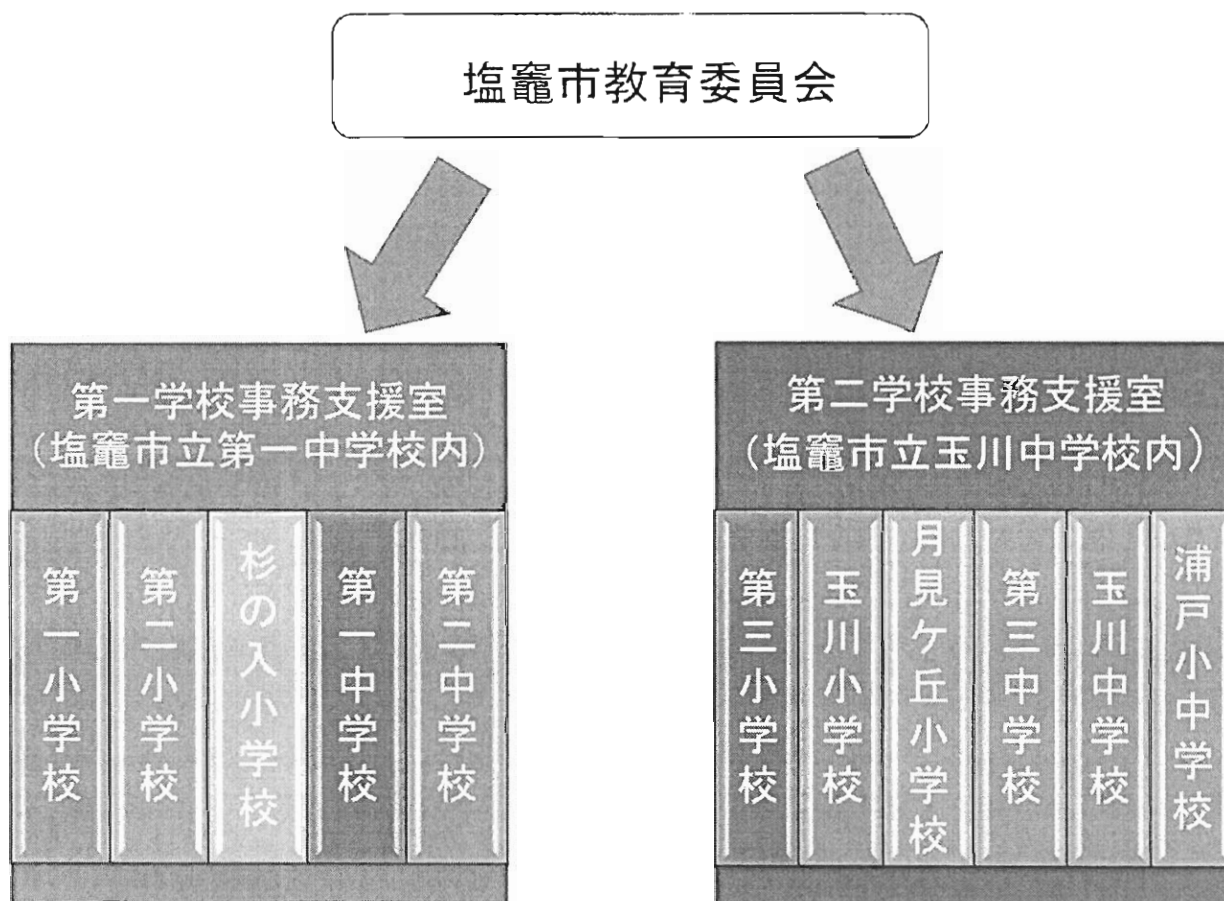 塩竈市教育委員会
第一学校事務支援室
(塩竈市立第一中学校内)
第一小学校
第二小学校
杉の入小学校
第一中学校
第二中学校
第二学校事務支援室
(塩竈市立玉川中学校内)
第三小学校
玉川小学校
月見ケ丘小学校
第三中学校
玉川中学校
浦戸小中学校